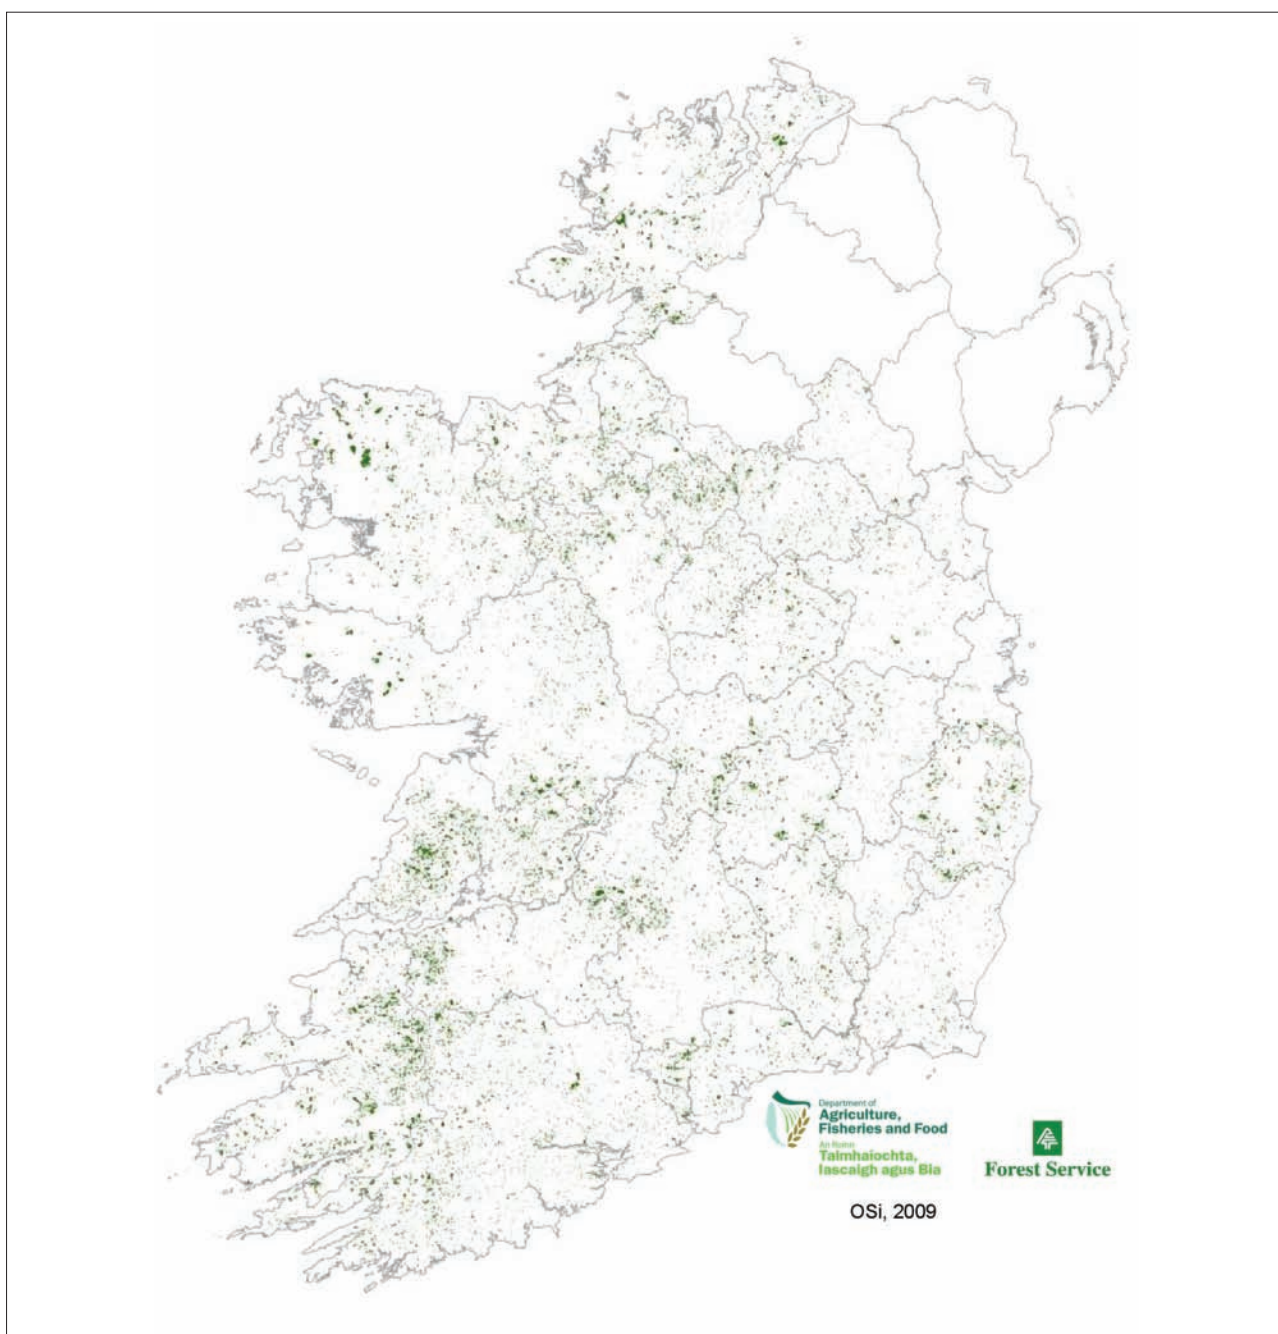 Department of
Agriculture,
Fisheries and Food
An Roinn
Talmhaíochta,
Iascaigh agus Bia
Forest Service
OSi, 2009